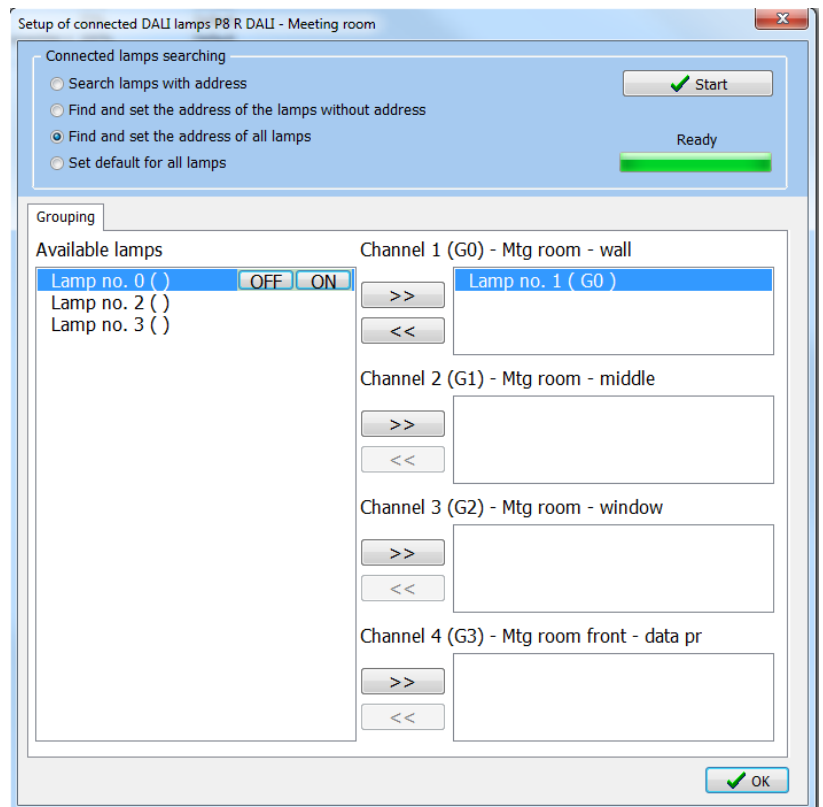 Setup of connected DALI lamps P8 R DALI - Meeting room
x
Connected lamps searching
Search lamps with address
Start
Find and set the address of the lamps without address
Find and set the address of all lamps
Ready
Set default for all lamps
Grouping
Available lamps
Lamp no. 0 ( ) OFF ON
Lamp no. 2 ( )
Lamp no. 3 ( )
Channel 1 (G0) - Mtg room - wall
>>
<<
Lamp no. 1 ( G0 )
Channel 2 (G1) - Mtg room - middle
>>
<<
Channel 3 (G2) - Mtg room - window
>>
<<
Channel 4 (G3) - Mtg room front - data pr
>>
<<
OK